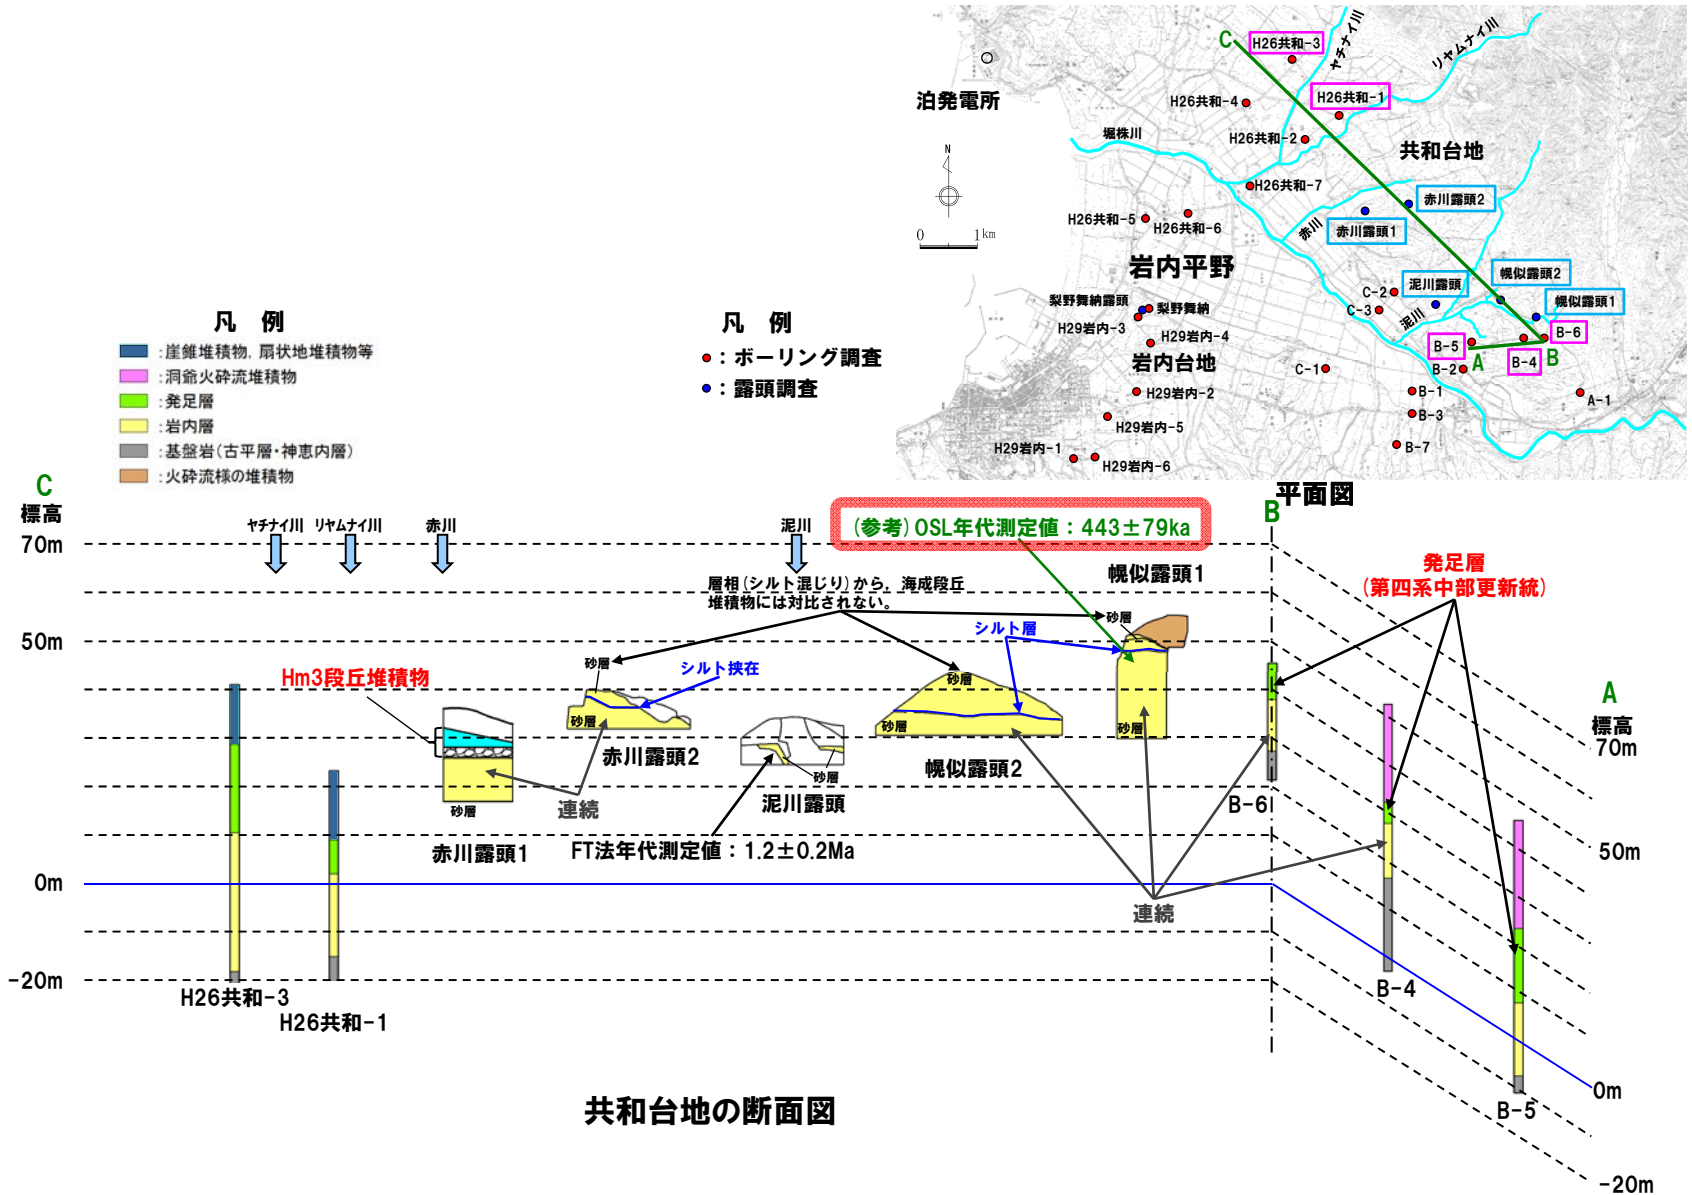 C
H26共和-3
ヤチナイ川
リヤムナイ川
泊発電所
H26共和-4
H26共和-1
堀株川
H26共和-2
共和台地
N
H26共和-7
赤川露頭2
H26共和-5
H26共和-6
赤川
赤川露頭1
0 1km
岩内平野
幌似露頭2
泥川露頭
C-2
梨野舞納露頭
梨野舞納
幌似露頭1
C-3
泥川
H29岩内-3
H29岩内-4
B-6
B-5
A
B-4
B
岩内台地
C-1
B-2
H29岩内-2
B-1
A-1
H29岩内-5
B-3
H29岩内-1
H29岩内-6
B-7
平面図
凡 例
:崖錐堆積物,扇状地堆積物等
:洞爺火砕流堆積物
:発足層
:岩内層
:基盤岩(古平層・神恵内層)
:火砕流様の堆積物
凡 例
:ボーリング調査
:露頭調査
C
標高
70m
50m
0m
-20m
ヤチナイ川
リヤムナイ川
赤川
泥川
(参考)OSL年代測定値:443±79ka
B
層相(シルト混じり)から,海成段丘
堆積物には対比されない。
幌似露頭1
発足層
(第四系中部更新統)
砂層
シルト層
砂層
シルト挟在
Hm3段丘堆積物
砂層
砂層
砂層
砂層
A
標高
70m
赤川露頭2
幌似露頭2
砂層
泥川露頭
砂層
連続
B-6
赤川露頭1
FT法年代測定値:1.2±0.2Ma
50m
連続
H26共和-3
H26共和-1
B-4
0m
B-5
-20m
共和台地の断面図